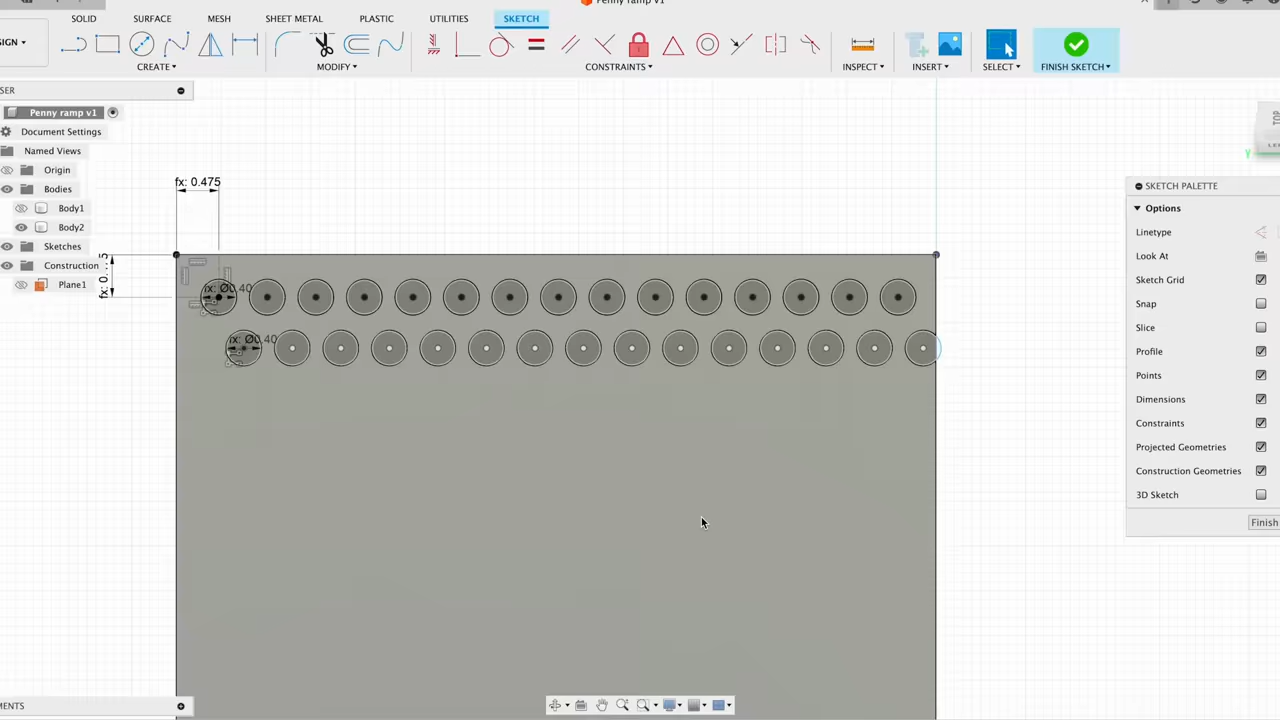 Penny ramp v1
SOLID SURFACE MESH SHEET METAL PLASTIC UTILITIES SKETCH
CREATE MODIFY CONSTRAINTS INSPECT INSERT SELECT FINISH SKETCH
Penny ramp v1
Document Settings
Named Views
Origin
Bodies
Body1
Body2
Sketches
Construction
Plane1
fx: 0.475
TOP
SKETCH PALETTE
Options
Linetype
Look At
Sketch Grid
Snap
Slice
Profile
Points
Dimensions
Constraints
Projected Geometries
Construction Geometries
3D Sketch
Finish